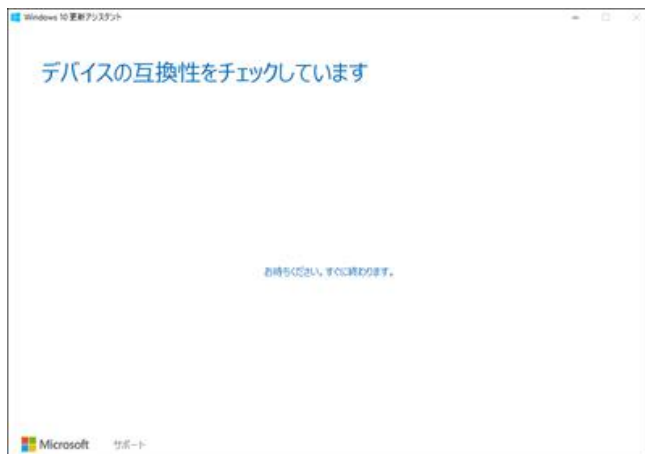 Windows 10 更新アシスタント
デバイスの互換性をチェックしています
お待ちください。すぐに終わります。
Microsoft サポート